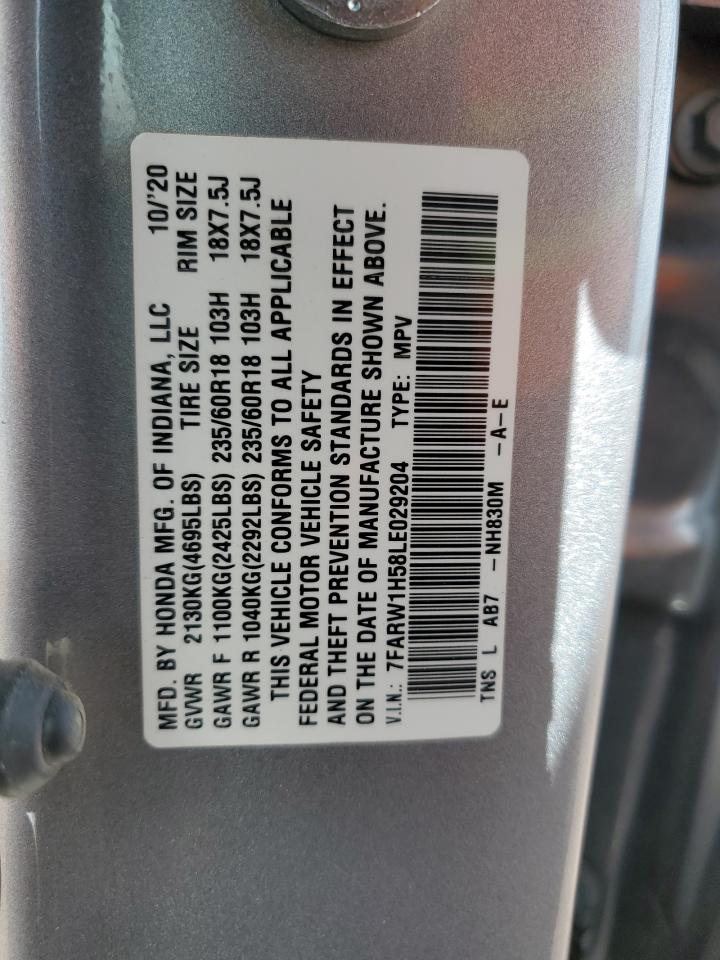 MFD. BY HONDA MFG. OF INDIANA, LLC 10/'20
GVWR 2130KG(4695LBS) TIRE SIZE RIM SIZE
GAWR F 1100KG(2425LBS) 235/60R18 103H 18X7.5J
GAWR R 1040KG(2292LBS) 235/60R18 103H 18X7.5J
THIS VEHICLE CONFORMS TO ALL APPLICABLE
FEDERAL MOTOR VEHICLE SAFETY
AND THEFT PREVENTION STANDARDS IN EFFECT
ON THE DATE OF MANUFACTURE SHOWN ABOVE.
V.I.N.: 7FARW1H58LE029204 TYPE: MPV
TNS L AB7 -NH830M -A-E